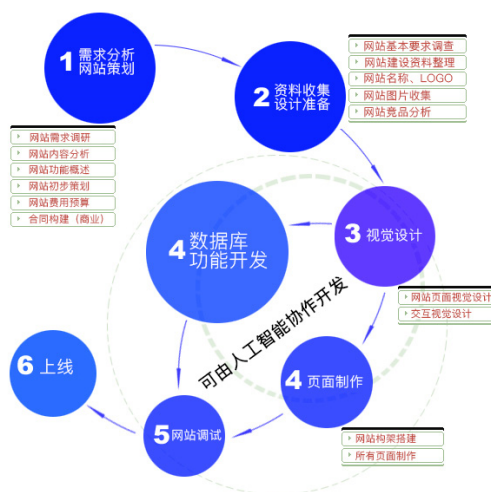 1 需求分析
网站策划
网站需求调研
网站内容分析
网站功能概述
网站初步策划
网站费用预算
合同构建（商业）
2 资料收集
设计准备
网站基本要求调查
网站建设资料整理
网站名称、LOGO
网站图片收集
网站竞品分析
3 视觉设计
网站页面视觉设计
交互视觉设计
4 数据库
功能开发
可由人工智能协作开发
4 页面制作
网站构架搭建
所有页面制作
5 网站调试
6 上线